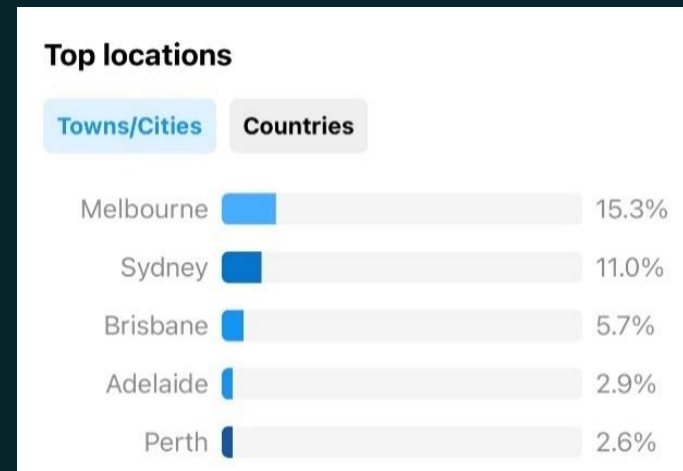 Top locations
Towns/Cities Countries
Melbourne 15.3%
Sydney 11.0%
Brisbane 5.7%
Adelaide 2.9%
Perth 2.6%